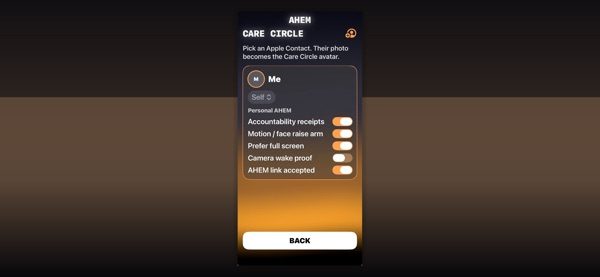 AHEM
CARE CIRCLE
Pick an Apple Contact. Their photo
becomes the Care Circle avatar.
M
Me
Self
Personal AHEM
Accountability receipts
Motion / face raise arm
Prefer full screen
Camera wake proof
AHEM link accepted
BACK